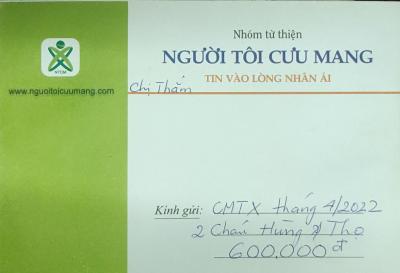 Nhóm từ thiện
NGƯỜI TÔI CƯU MANG
TIN VÀO LÒNG NHÂN ÁI
NTCM
www.nguoitoicuumang.com
Chị Thắm
Kính gửi: CMTX tháng 4/2022
2 Cháu Hùng & Thọ
600.000đ